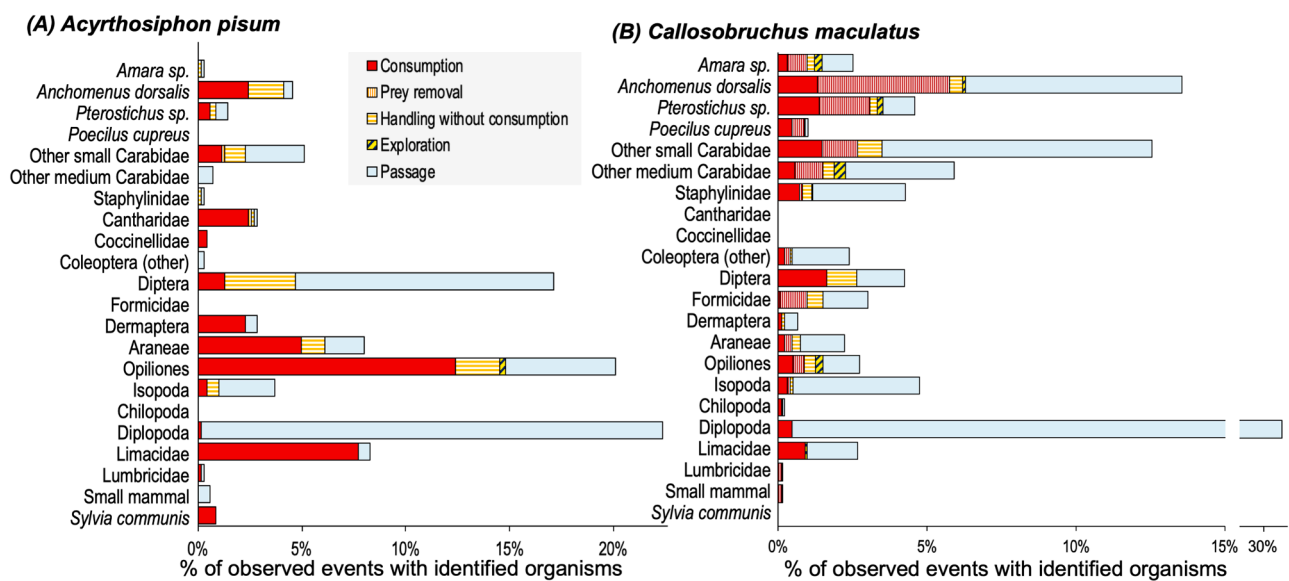 (A) Acyrthosiphon pisum
Amara sp.
Anchomenus dorsalis
Pterostichus sp.
Poecilus cupreus
Other small Carabidae
Other medium Carabidae
Staphylinidae
Cantharidae
Coccinellidae
Coleoptera (other)
Diptera
Formicidae
Dermaptera
Araneae
Opiliones
Isopoda
Chilopoda
Diplopoda
Limacidae
Lumbricidae
Small mammal
Sylvia communis
0% 5% 10% 15% 20%
% of observed events with identified organisms
Consumption
Prey removal
Handling without consumption
Exploration
Passage
(B) Callosobruchus maculatus
Amara sp.
Anchomenus dorsalis
Pterostichus sp.
Poecilus cupreus
Other small Carabidae
Other medium Carabidae
Staphylinidae
Cantharidae
Coccinellidae
Coleoptera (other)
Diptera
Formicidae
Dermaptera
Araneae
Opiliones
Isopoda
Chilopoda
Diplopoda
Limacidae
Lumbricidae
Small mammal
Sylvia communis
0% 5% 10% 15% 30%
% of observed events with identified organisms